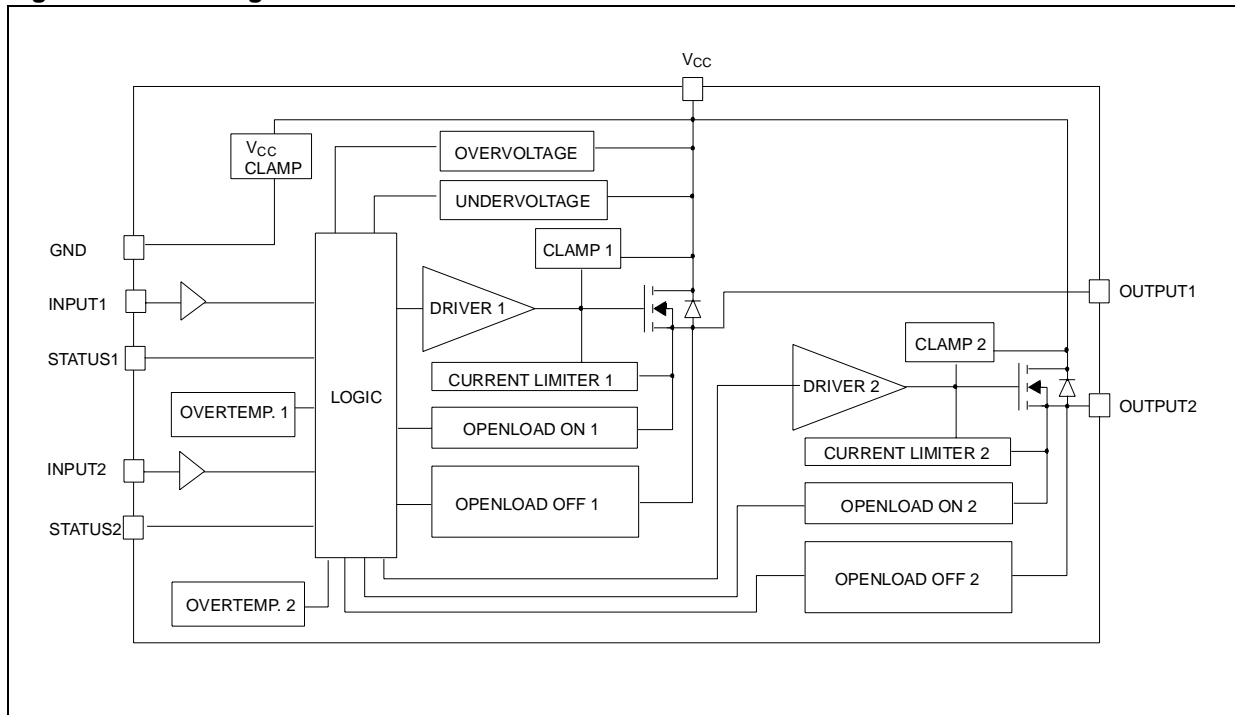 VCC
VCC
CLAMP
OVERVOLTAGE
UNDERVOLTAGE
GND
CLAMP 1
INPUT1
DRIVER 1
OUTPUT1
STATUS1
CLAMP 2
CURRENT LIMITER 1
DRIVER 2
LOGIC
OVERTEMP. 1
OUTPUT2
OPENLOAD ON 1
CURRENT LIMITER 2
INPUT2
OPENLOAD OFF 1
OPENLOAD ON 2
STATUS2
OPENLOAD OFF 2
OVERTEMP. 2